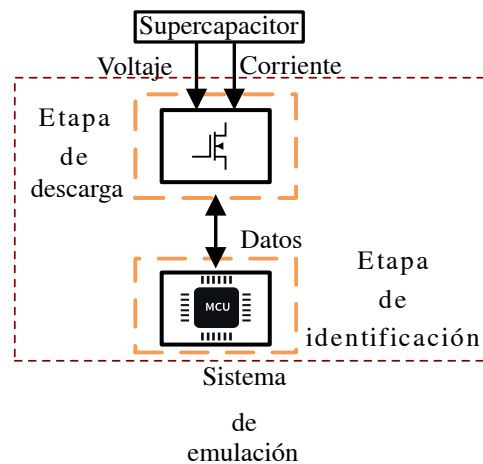 Supercapacitor
Voltaje
Corriente
Etapa
de
descarga
Datos
MCU
Etapa
de
identificación
Sistema
de
emulación